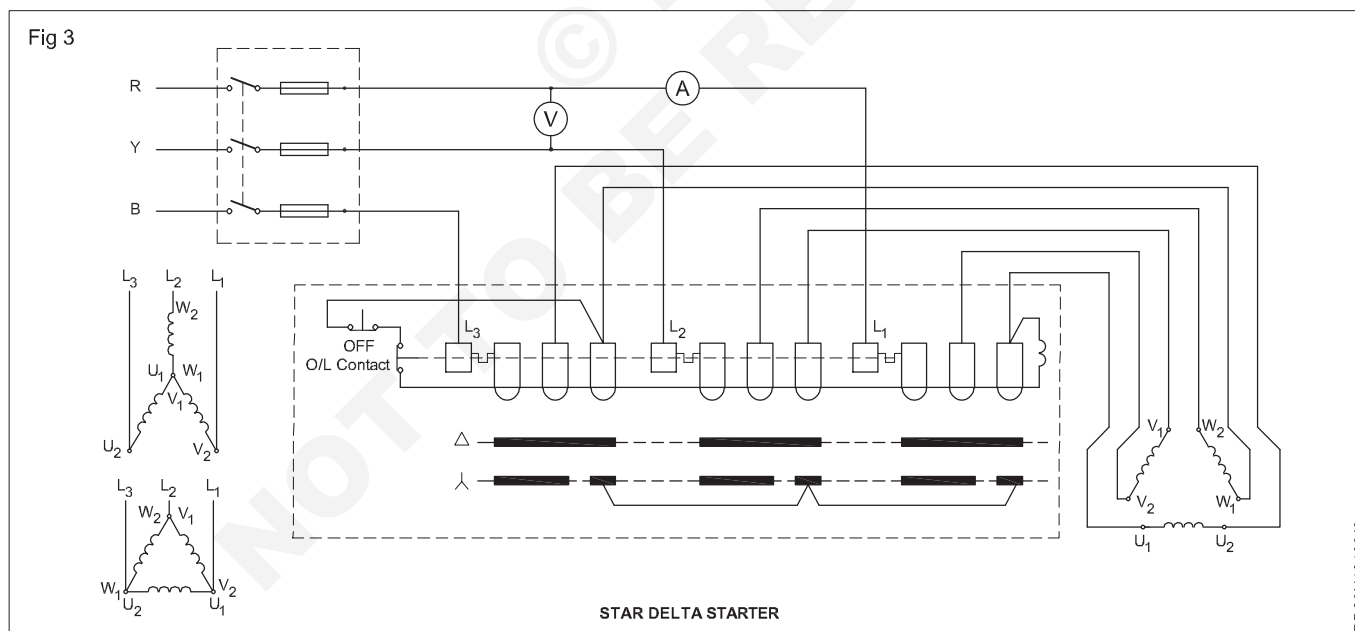 Fig 3
© NOT TO BE RE
R
A
V
Y
B
L3 L2 L1
W2
U1 W1
V1
U2 V2
L3 L2 L1
W2 V1
W1 V2
U2 U1
OFF
O/L Contact
L3
L2
L1
△
V1 W2
V2 W1
U1 U2
STAR DELTA STARTER